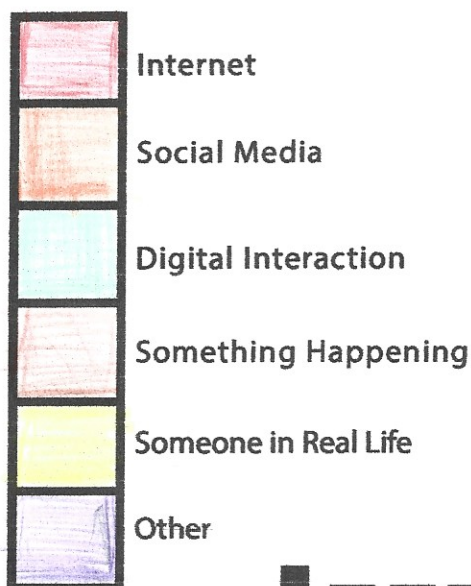 Internet
Social Media
Digital Interaction
Something Happening
Someone in Real Life
Other